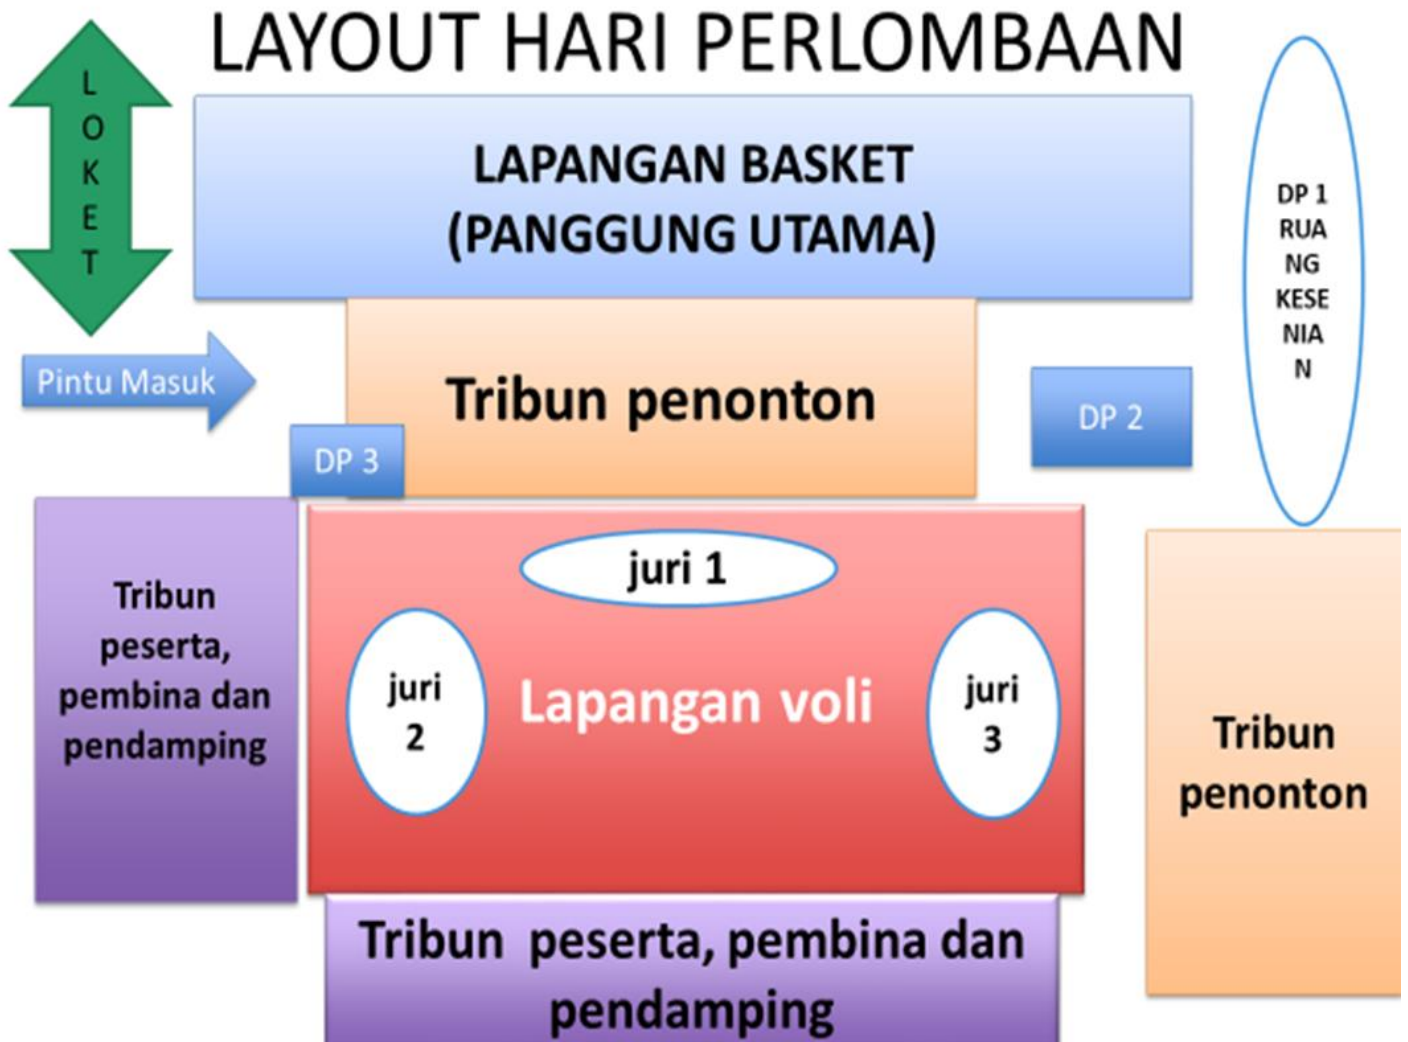 LAYOUT HARI PERLOMBAAN
L
O
K
E
T
LAPANGAN BASKET
(PANGGUNG UTAMA)
DP 1
RUA
NG
KESE
NIA
N
Pintu Masuk
Tribun penonton
DP 2
DP 3
Tribun
peserta,
pembina dan
pendamping
juri 1
juri
2
Lapangan voli
juri
3
Tribun
penonton
Tribun  peserta, pembina dan
pendamping